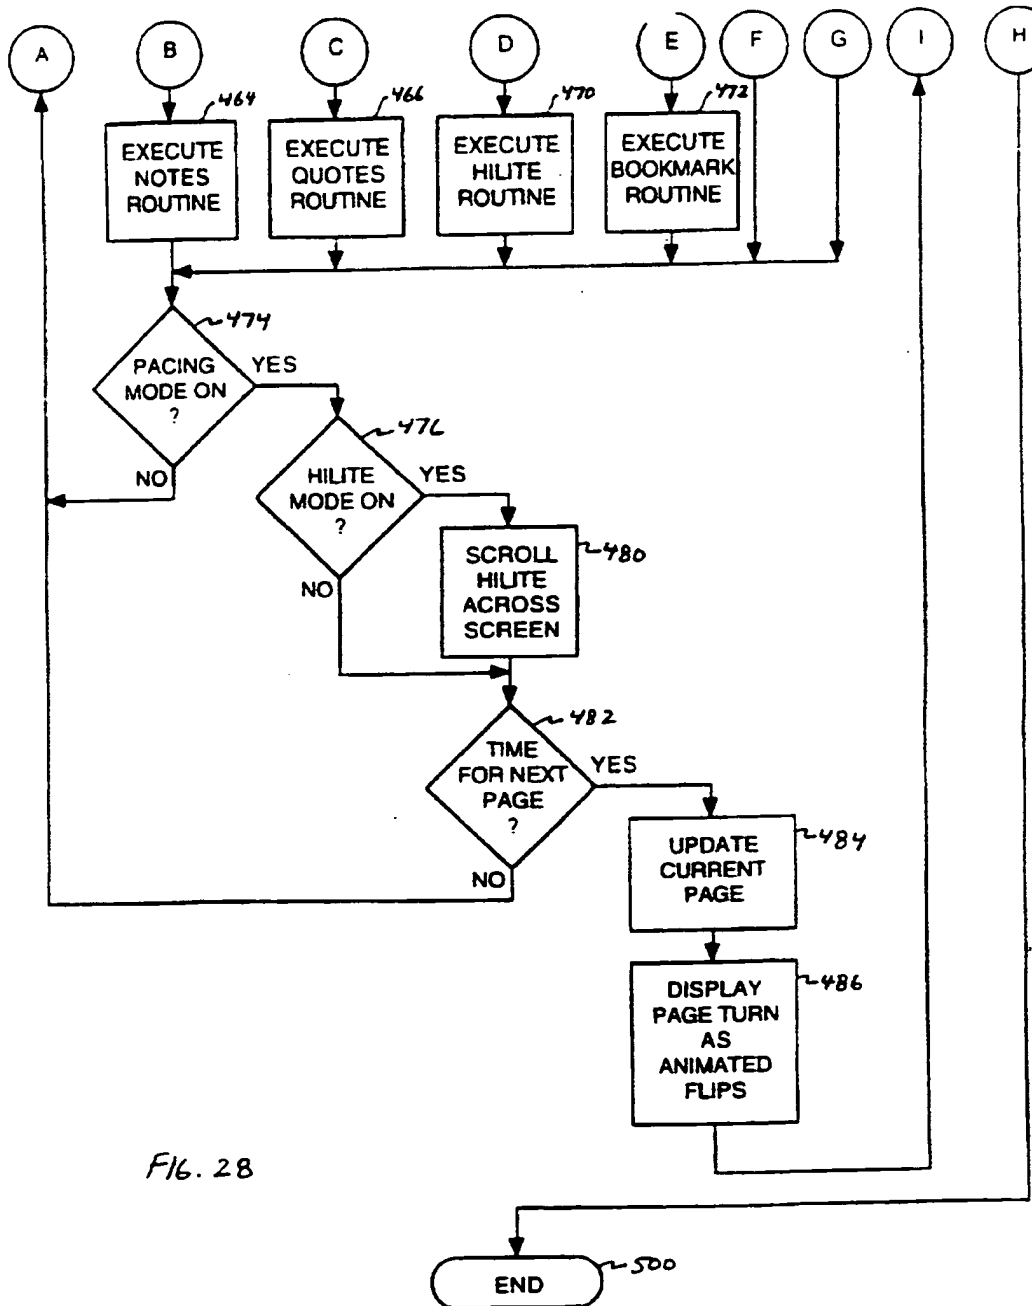 A B C D E F G I H
464 466 470 472
EXECUTE
NOTES
ROUTINE
EXECUTE
QUOTES
ROUTINE
EXECUTE
HILITE
ROUTINE
EXECUTE
BOOKMARK
ROUTINE
474
PACING
MODE ON
?
YES
NO
476
HILITE
MODE ON
?
YES
NO
480
SCROLL
HILITE
ACROSS
SCREEN
482
TIME
FOR NEXT
PAGE
?
YES
NO
484
UPDATE
CURRENT
PAGE
486
DISPLAY
PAGE TURN
AS
ANIMATED
FLIPS
FIG. 28
500
END